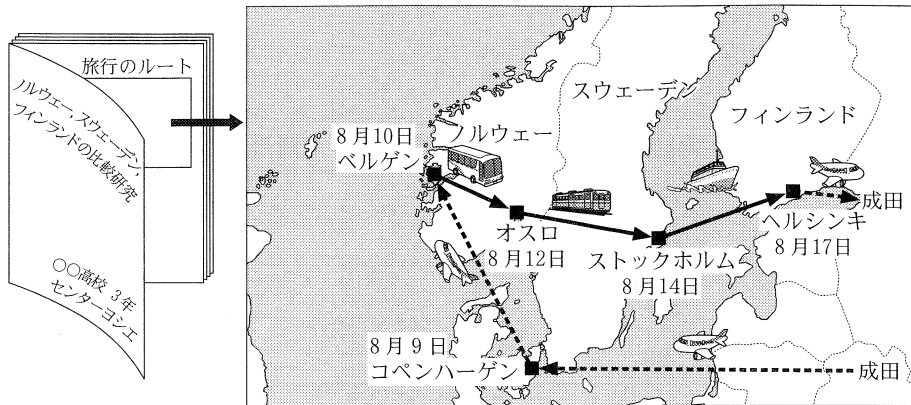 旅行のルート
ノルウェー,スウェーデン,
フィンランドの比較研究
○○高校 3年
センターヨシエ
スウェーデン
フィンランド
8月10日
ベルゲン
ノルウェー
オスロ
8月12日
ストックホルム
8月14日
ヘルシンキ
8月17日
成田
8月9日
コペンハーゲン
成田